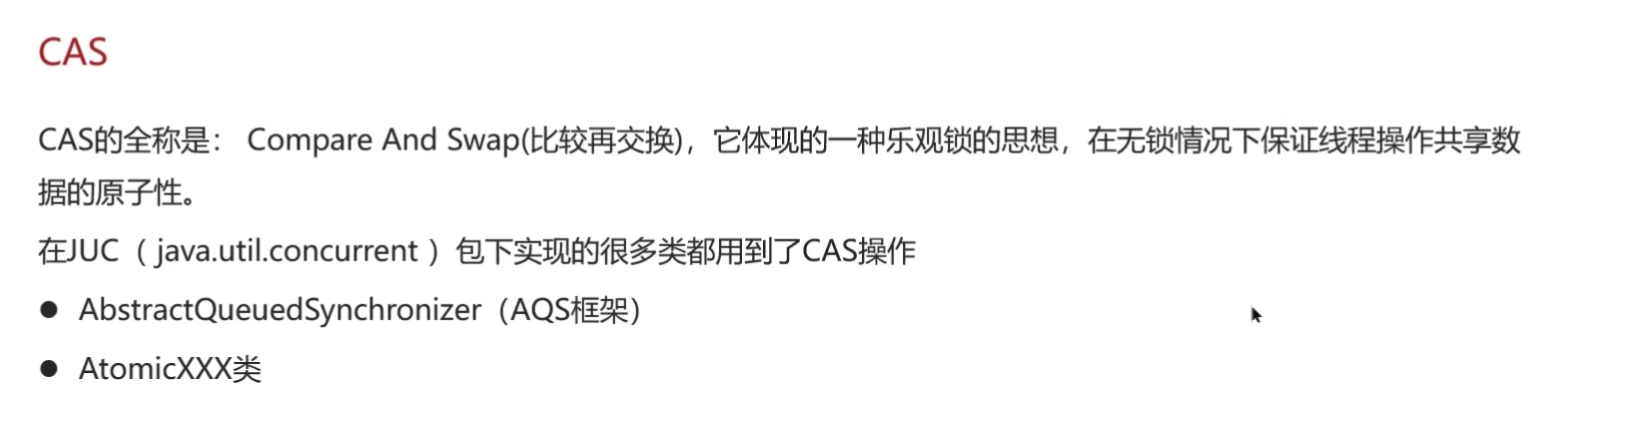 CAS
CAS的全称是： Compare And Swap(比较再交换)，它体现的一种乐观锁的思想，在无锁情况下保证线程操作共享数
据的原子性。
在JUC（ java.util.concurrent ）包下实现的很多类都用到了CAS操作
● AbstractQueuedSynchronizer（AQS框架）
● AtomicXXX类